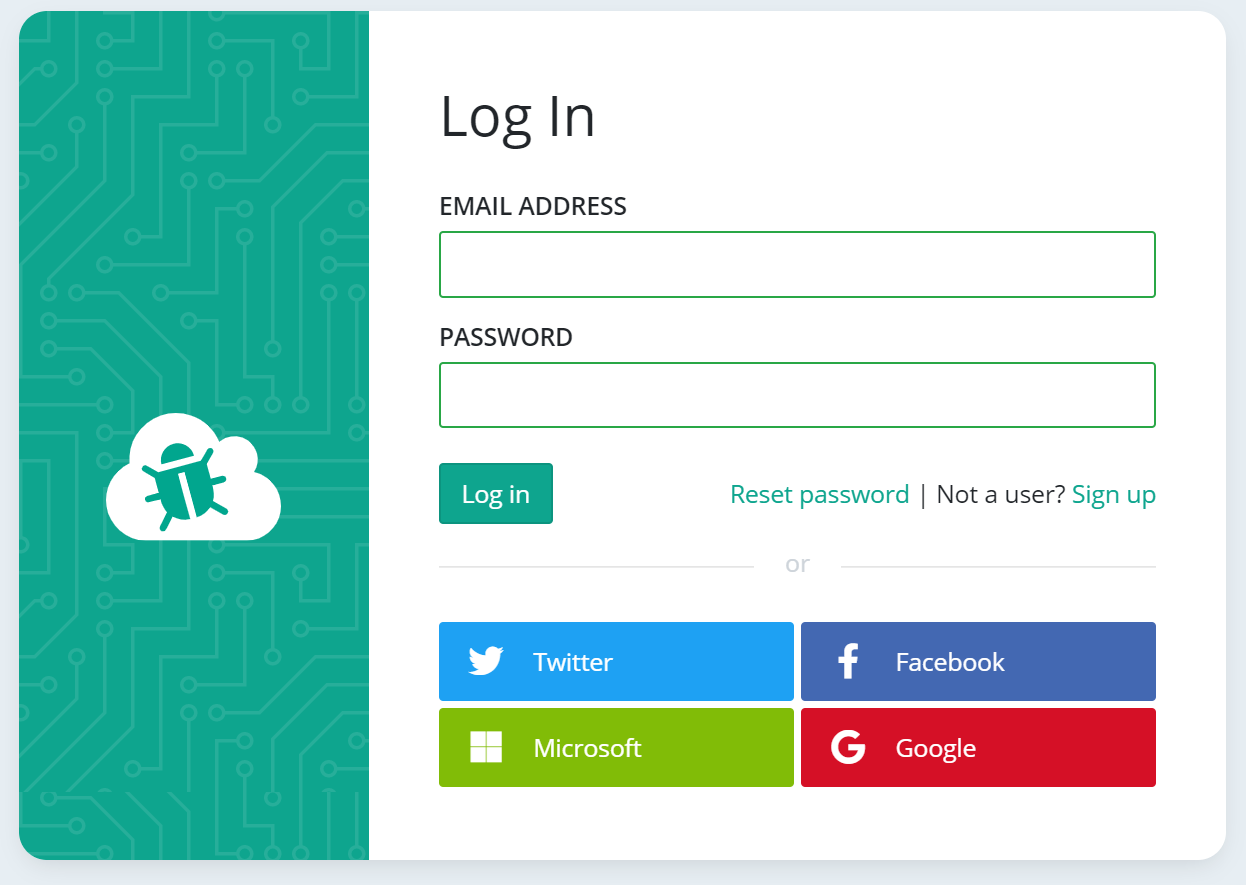 Log In
EMAIL ADDRESS
PASSWORD
Log in
Reset password | Not a user? Sign up
or
Twitter
Facebook
Microsoft
Google